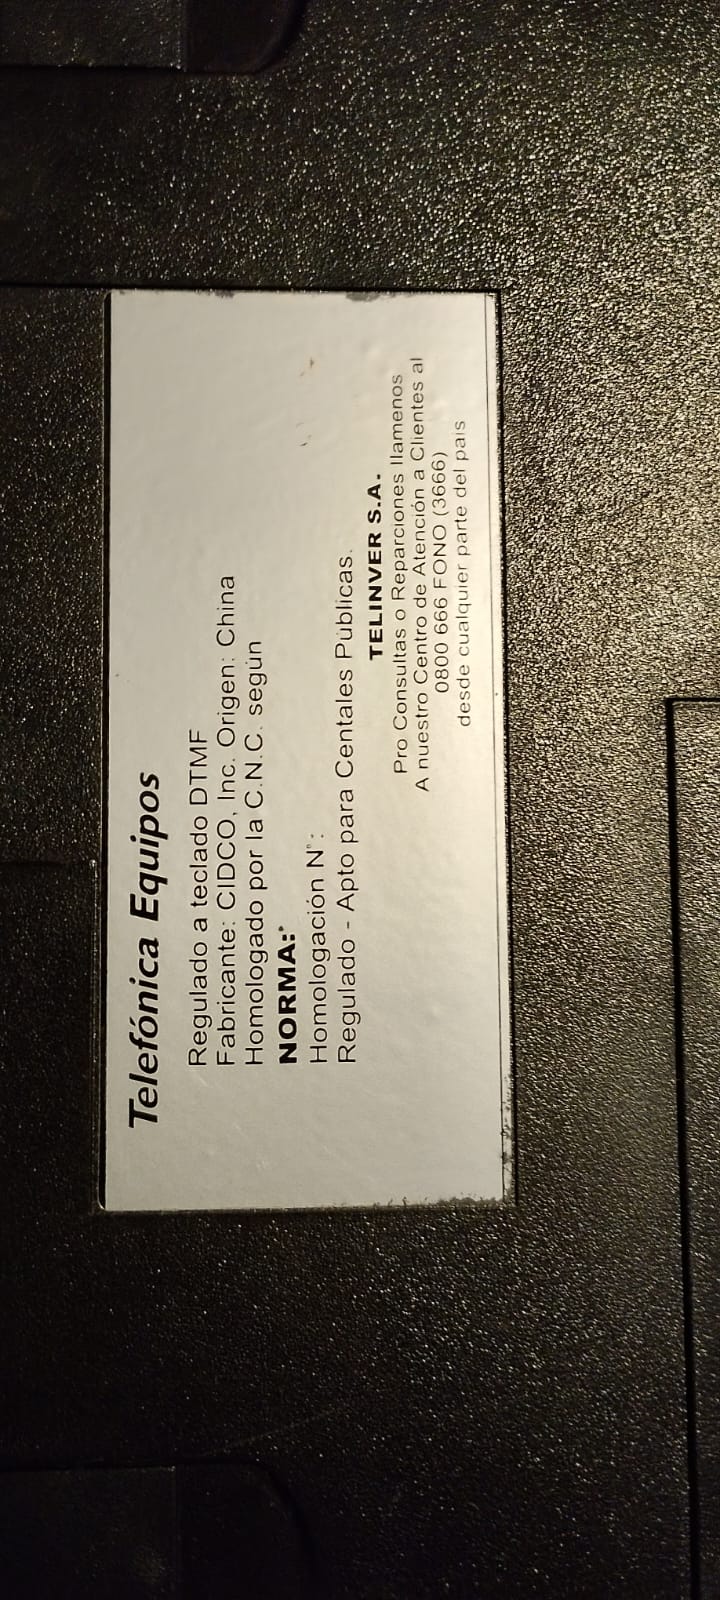 Telefónica Equipos
Regulado a teclado DTMF
Fabricante: CIDCO, Inc. Origen: China
Homologado por la C.N.C. según
NORMA:*
Homologación N°:
Regulado - Apto para Centales Públicas.
TELINVER S.A.
Pro Consultas o Reparciones llamenos
A nuestro Centro de Atención a Clientes al
0800 666 FONO (3666)
desde cualquier parte del pais